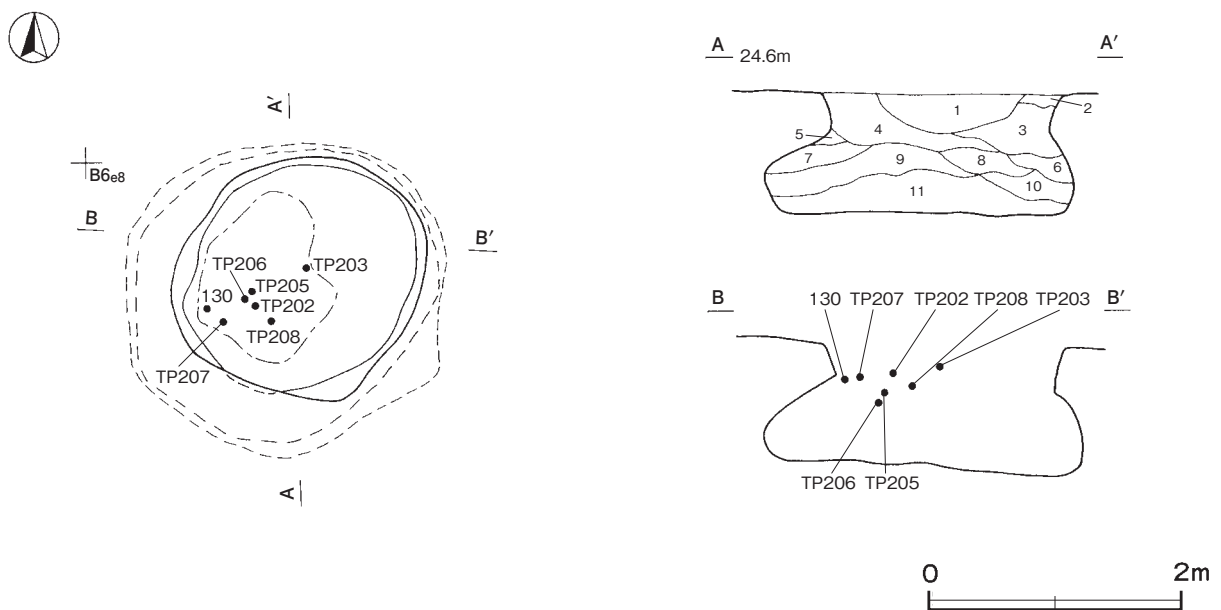 A'
B6e8
B
B'
TP206
TP203
TP205
130
TP202
TP208
TP207
A
A 24.6m
A'
1
2
3
4
5
6
7
8
9
10
11
B
B'
130 TP207 TP202 TP208 TP203
TP206 TP205
0 2m